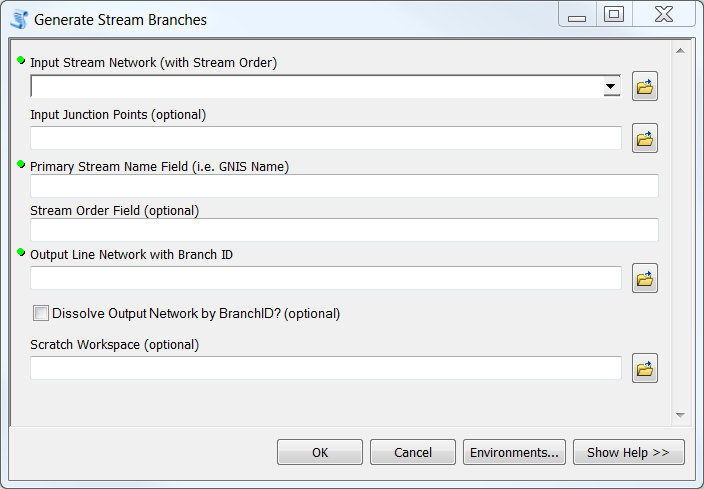 Generate Stream Branches
Input Stream Network (with Stream Order)
Input Junction Points (optional)
Primary Stream Name Field (i.e. GNIS Name)
Stream Order Field (optional)
Output Line Network with Branch ID
Dissolve Output Network by BranchID? (optional)
Scratch Workspace (optional)
OK Cancel Environments... Show Help >>